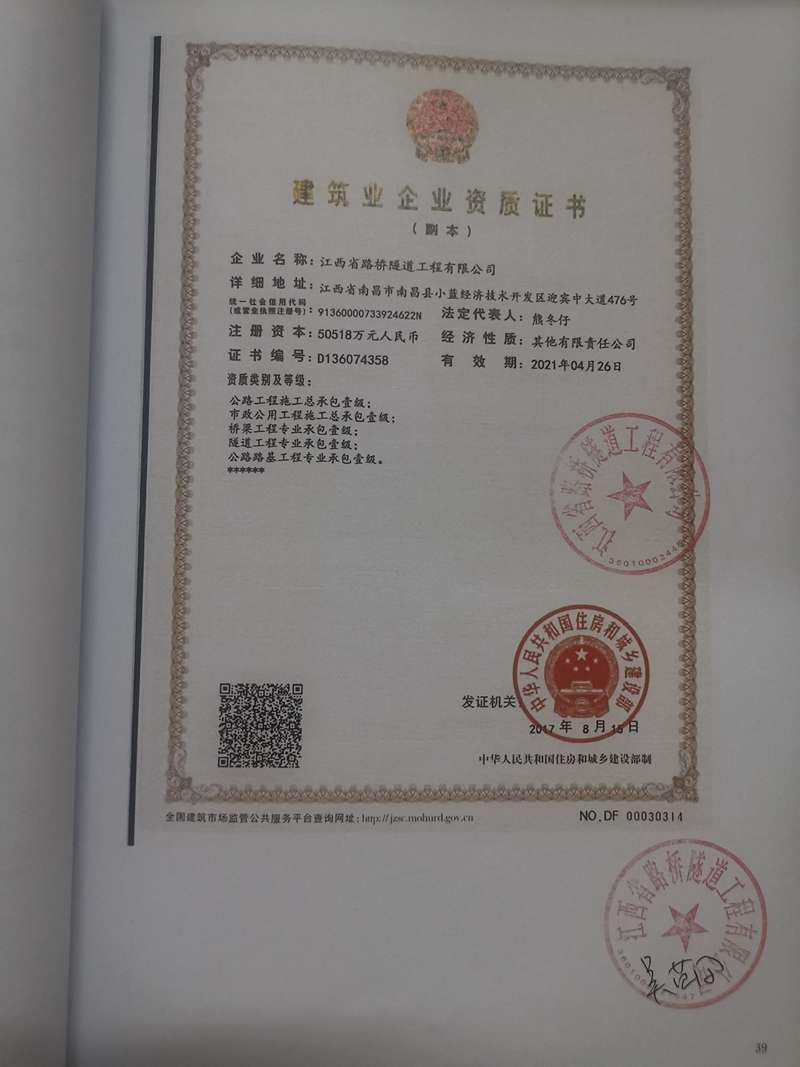 建筑业企业资质证书
(副本)
企业名称：江西省路桥隧道工程有限公司
详细地址：江西省南昌市南昌县小蓝经济技术开发区迎宾中大道476号
统一社会信用代码
(或营业执照注册号)：91360000733924622N 法定代表人：熊冬仔
注册资本：50518万元人民币 经济性质：其他有限责任公司
证书编号：D136074358 有效期：2021年04月26日
资质类别及等级：
公路工程施工总承包壹级；
市政公用工程施工总承包壹级；
桥梁工程专业承包壹级；
隧道工程专业承包壹级；
公路路基工程专业承包壹级。
******
江西省路桥隧道工程有限公司
中华人民共和国住房和城乡建设部
发证机关：
2017年8月15日
中华人民共和国住房和城乡建设部制
全国建筑市场监管公共服务平台查询网址：http://jzsc.mohurd.gov.cn
NO.DF 00030314
江西省路桥隧道工程有限公司
39